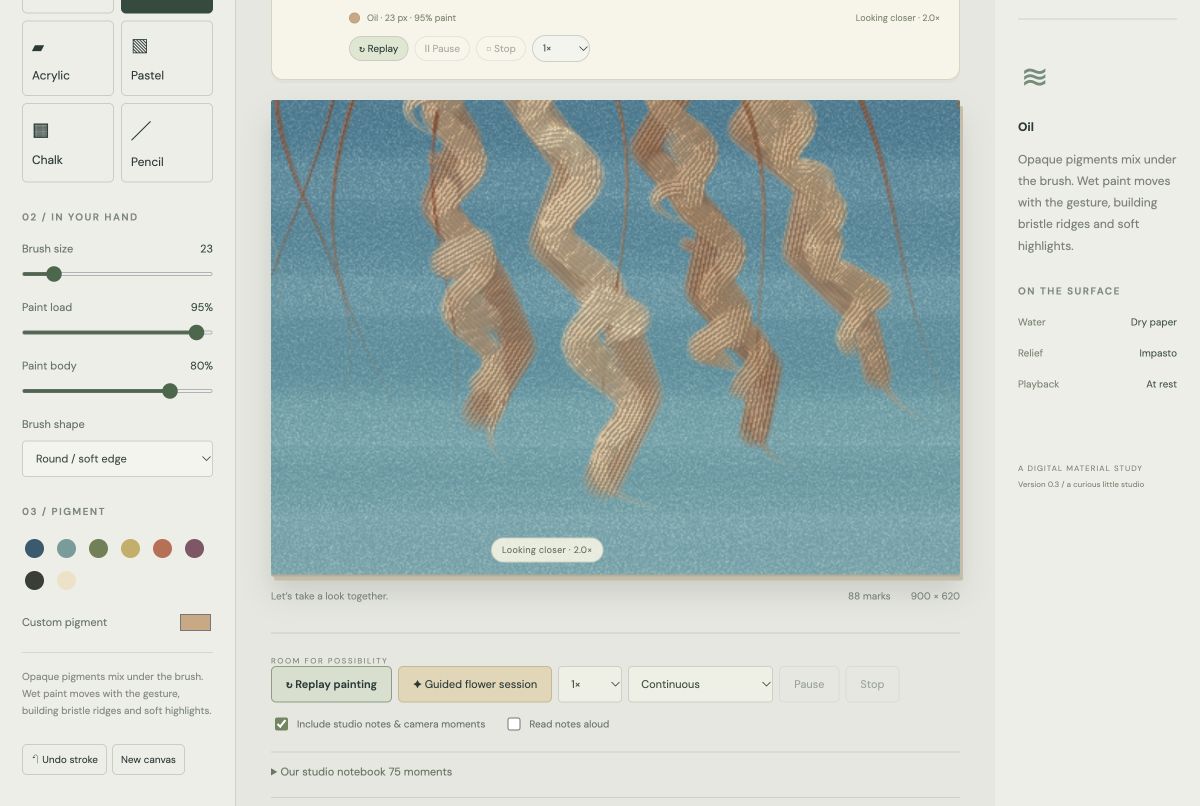 Acrylic
Pastel
Chalk
Pencil
02 / IN YOUR HAND
Brush size 23
Paint load 95%
Paint body 80%
Brush shape
Round / soft edge
03 / PIGMENT
Custom pigment
Opaque pigments mix under the brush.
Wet paint moves with the gesture,
building bristle ridges and soft highlights.
Undo stroke
New canvas
Oil · 23 px · 95% paint
Looking closer · 2.0×
↻ Replay
II Pause
▫ Stop
1×
Looking closer · 2.0×
Let's take a look together.
88 marks
900 × 620
ROOM FOR POSSIBILITY
↻ Replay painting
✦ Guided flower session
1×
Continuous
Pause
Stop
Include studio notes & camera moments
Read notes aloud
▶ Our studio notebook 75 moments
Oil
Opaque pigments mix under
the brush. Wet paint moves
with the gesture, building
bristle ridges and soft
highlights.
ON THE SURFACE
Water Dry paper
Relief Impasto
Playback At rest
A DIGITAL MATERIAL STUDY
Version 0.3 / a curious little studio